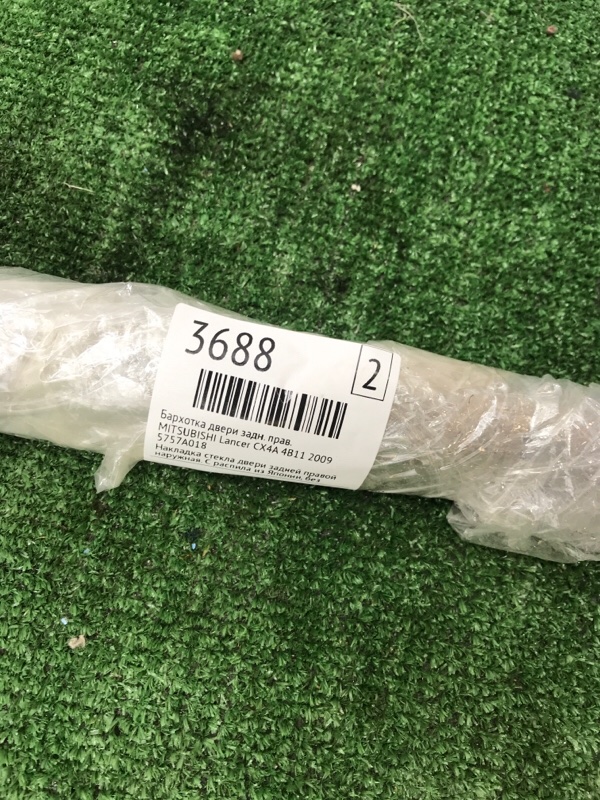 3688
2
Бархотка двери задн. прав.
MITSUBISHI Lancer CX4A 4B11 2009
5757A018
Накладка стекла двери задней правой
наружная. С распила из Японии, без